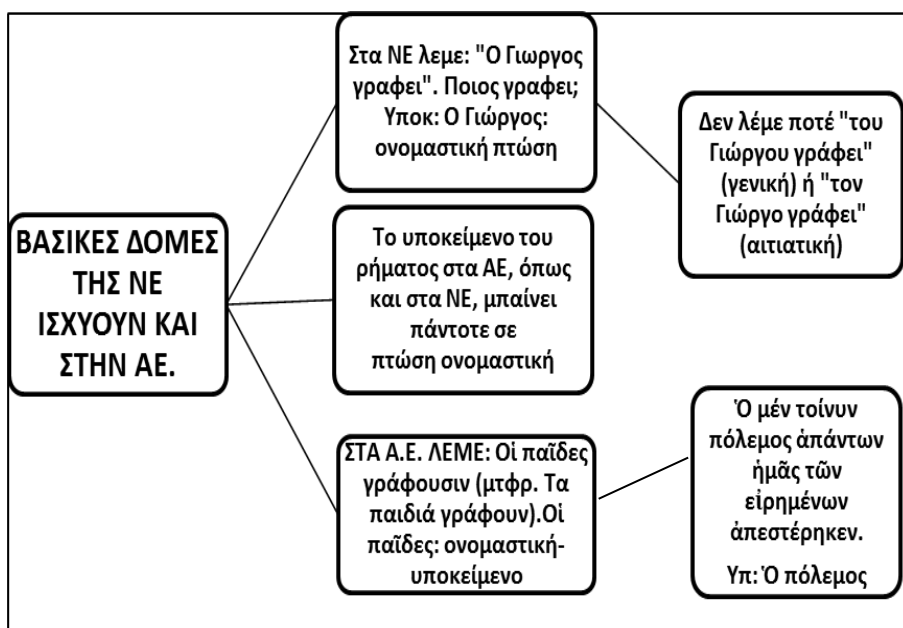 ΒΑΣΙΚΕΣ ΔΟΜΕΣ
ΤΗΣ ΝΕ
ΙΣΧΥΟΥΝ ΚΑΙ
ΣΤΗΝ ΑΕ.
Στα ΝΕ λεμε: "Ο Γιωργος
γραφει". Ποιος γραφει;
Υποκ: Ο Γιώργος:
ονομαστική πτώση
Δεν λέμε ποτέ "του
Γιώργου γράφει"
(γενική) ή "τον
Γιώργο γράφει"
(αιτιατική)
Το υποκείμενο του
ρήματος στα ΑΕ, όπως
και στα ΝΕ, μπαίνει
πάντοτε σε
πτώση ονομαστική
ΣΤΑ Α.Ε. ΛΕΜΕ: Οἱ παῖδες
γράφουσιν (μτφρ. Τα
παιδιά γράφουν).Οἱ
παῖδες: ονομαστική-
υποκείμενο
Ὁ μέν τοίνυν
πόλεμος ἁπάντων
ἡμᾶς τῶν
εἰρημένων
ἀπεστέρηκεν.
Υπ: Ὁ πόλεμος